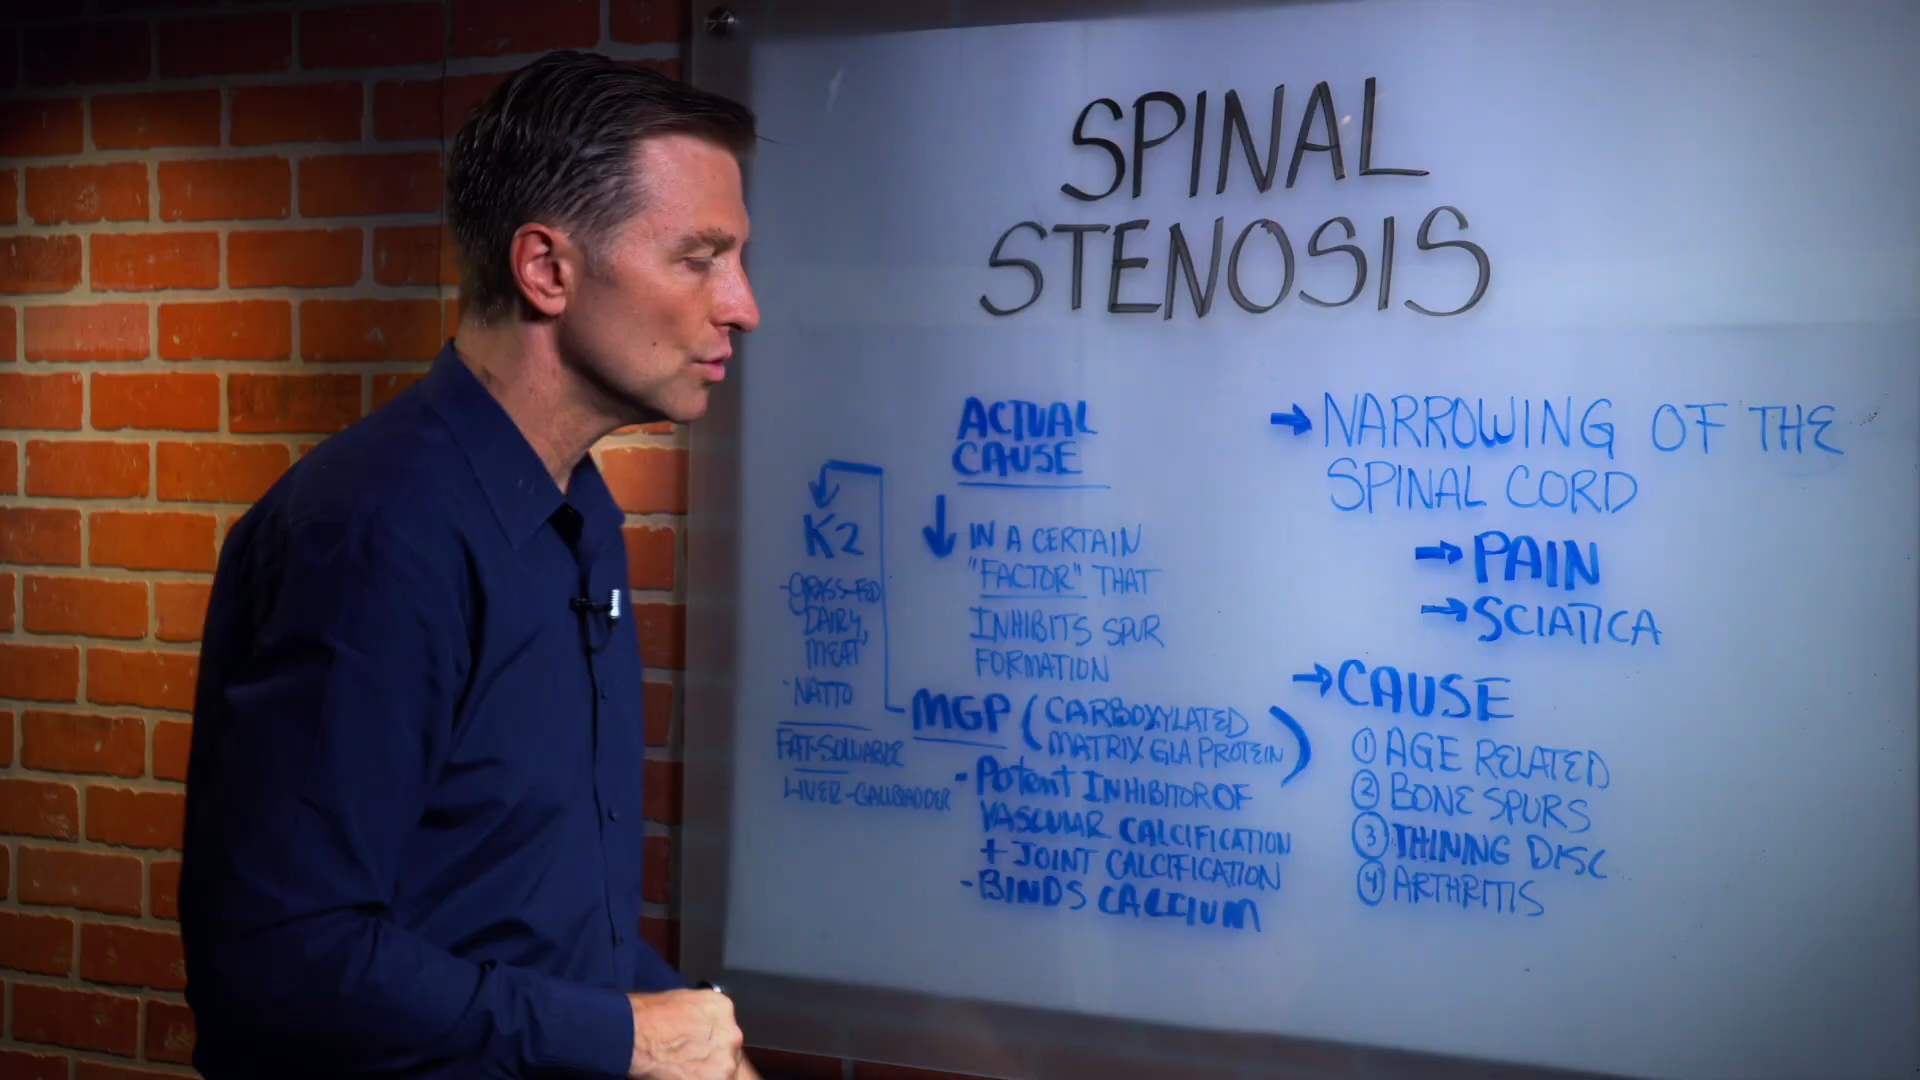 SPINAL
STENOSIS
ACTUAL
CAUSE
↓ IN A CERTAIN
"FACTOR" THAT
INHIBITS SPUR
FORMATION
K2
-GRASS-FED
DAIRY,
MEAT
-NATTO
FAT-SOLUABLE
LIVER-GALLBLADDER
MGP (CARBOXYLATED
MATRIX GLA PROTEIN)
- POTENT INHIBITOR OF
VASCULAR CALCIFICATION
+ JOINT CALCIFICATION
- BINDS CALCIUM
→ NARROWING OF THE
SPINAL CORD
→ PAIN
→ SCIATICA
→ CAUSE
① AGE RELATED
② BONE SPURS
③ THINING DISC
④ ARTHRITIS